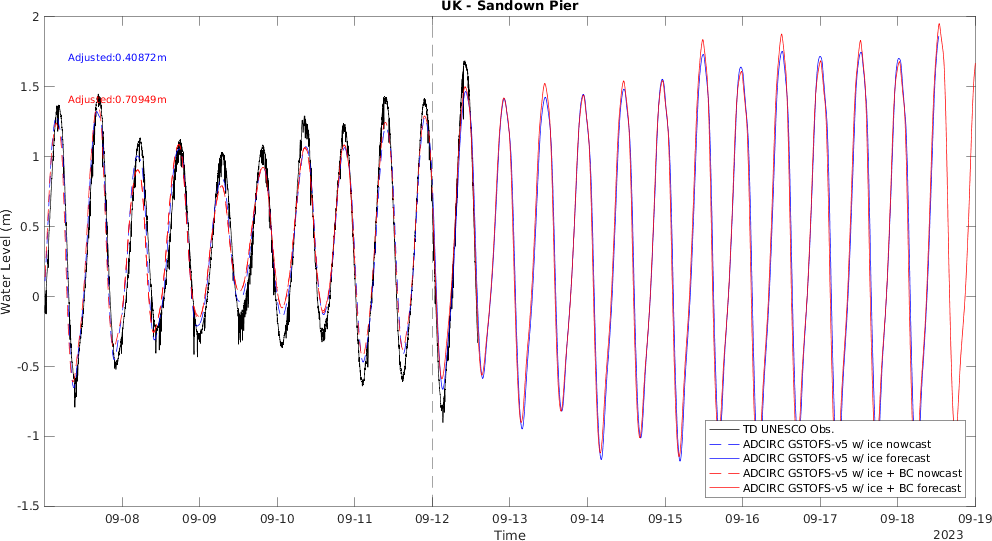 UK - Sandown Pier
2
1.5
1
0.5
0
-0.5
-1
-1.5
Water Level (m)
Adjusted:0.40872m
Adjusted:0.70949m
TD UNESCO Obs.
ADCIRC GSTOFS-v5 w/ ice nowcast
ADCIRC GSTOFS-v5 w/ ice forecast
ADCIRC GSTOFS-v5 w/ ice + BC nowcast
ADCIRC GSTOFS-v5 w/ ice + BC forecast
09-08 09-09 09-10 09-11 09-12 09-13 09-14 09-15 09-16 09-17 09-18 09-19
Time
2023